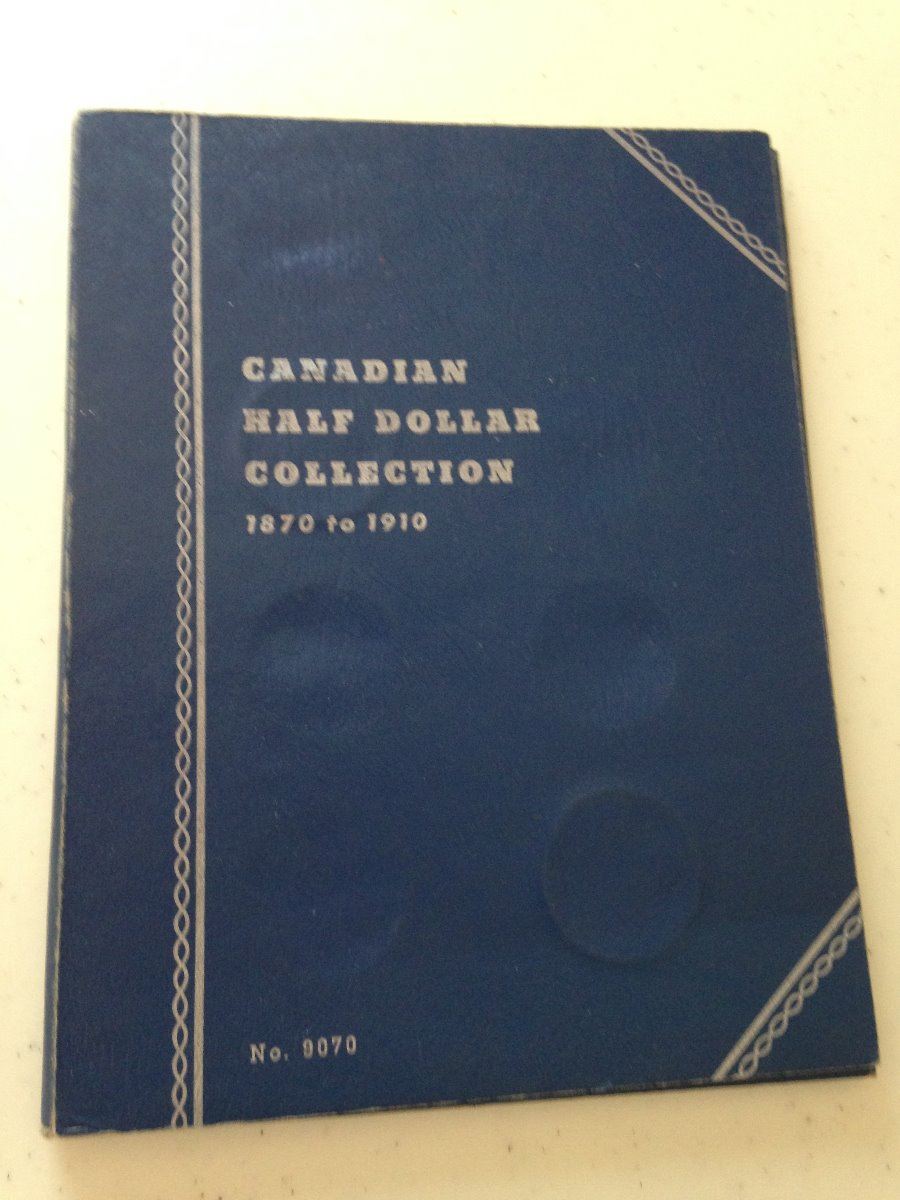 CANADIAN
HALF DOLLAR
COLLECTION
1870 to 1910
No. 9070